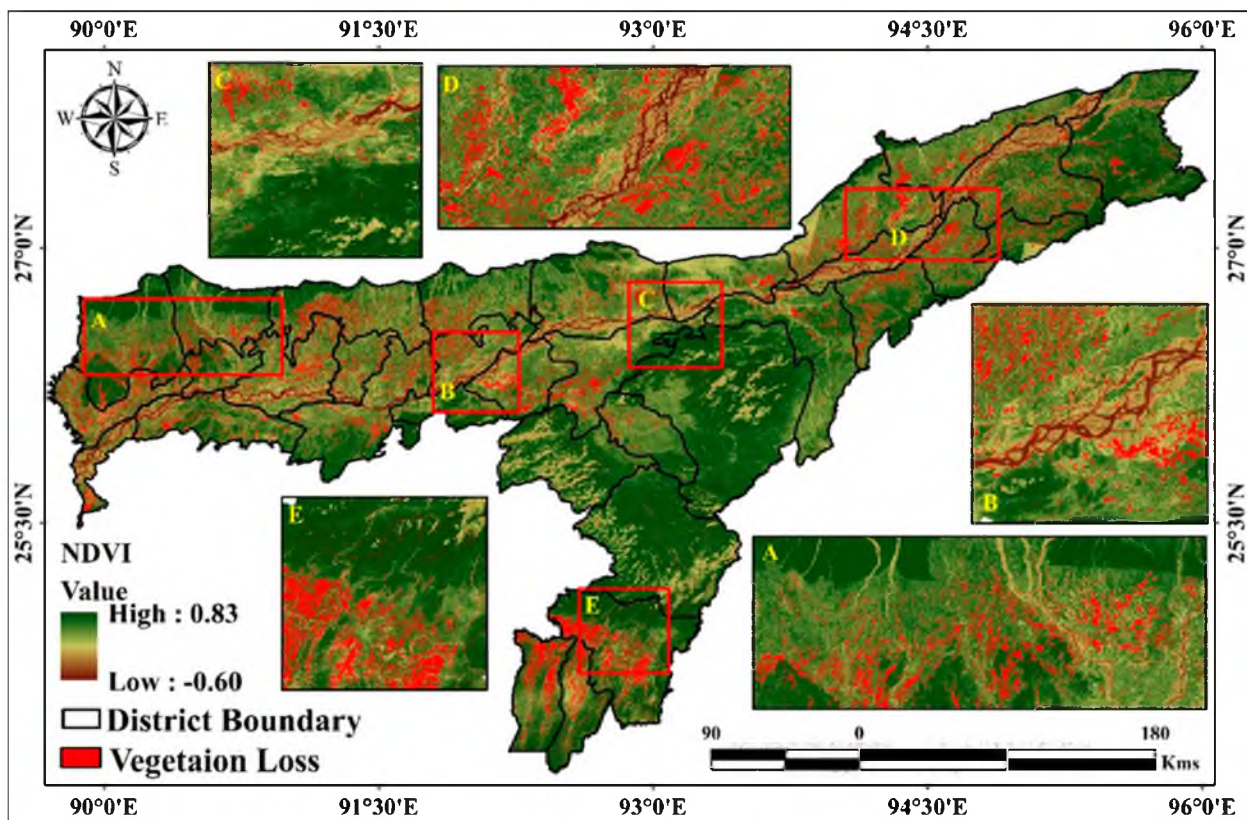 90°0'E 91°30'E 93°0'E 94°30'E 96°0'E
N
W E
S
C
D
27°0'N 27°0'N
A
C
D
B
B
25°30'N 25°30'N
E
A
E
NDVI
Value
High : 0.83
Low : -0.60
District Boundary
Vegetaion Loss
90 0 180
Kms
90°0'E 91°30'E 93°0'E 94°30'E 96°0'E